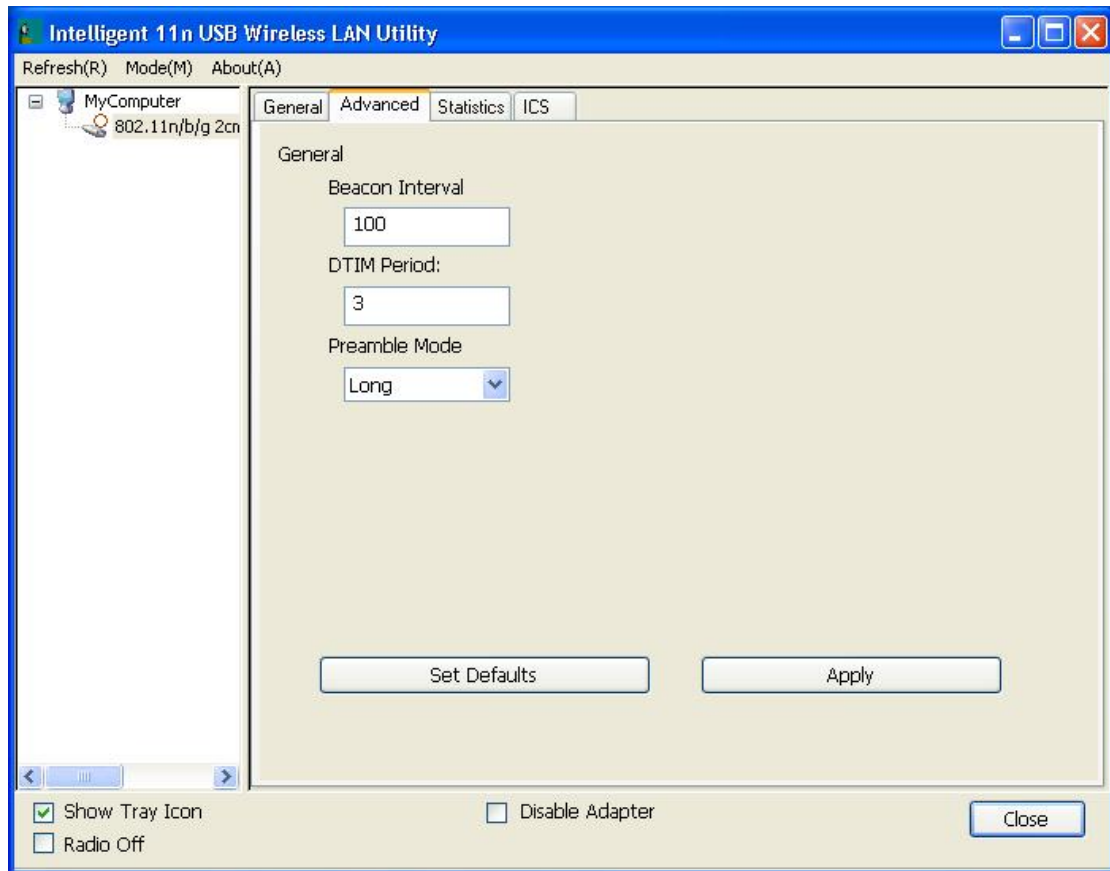 Intelligent 11n USB Wireless LAN Utility
Refresh(R) Mode(M) About(A)
MyComputer
802.11n/b/g 2cn
General Advanced Statistics ICS
General
Beacon Interval
100
DTIM Period:
3
Preamble Mode
Long
Set Defaults Apply
Show Tray Icon Disable Adapter Close
Radio Off